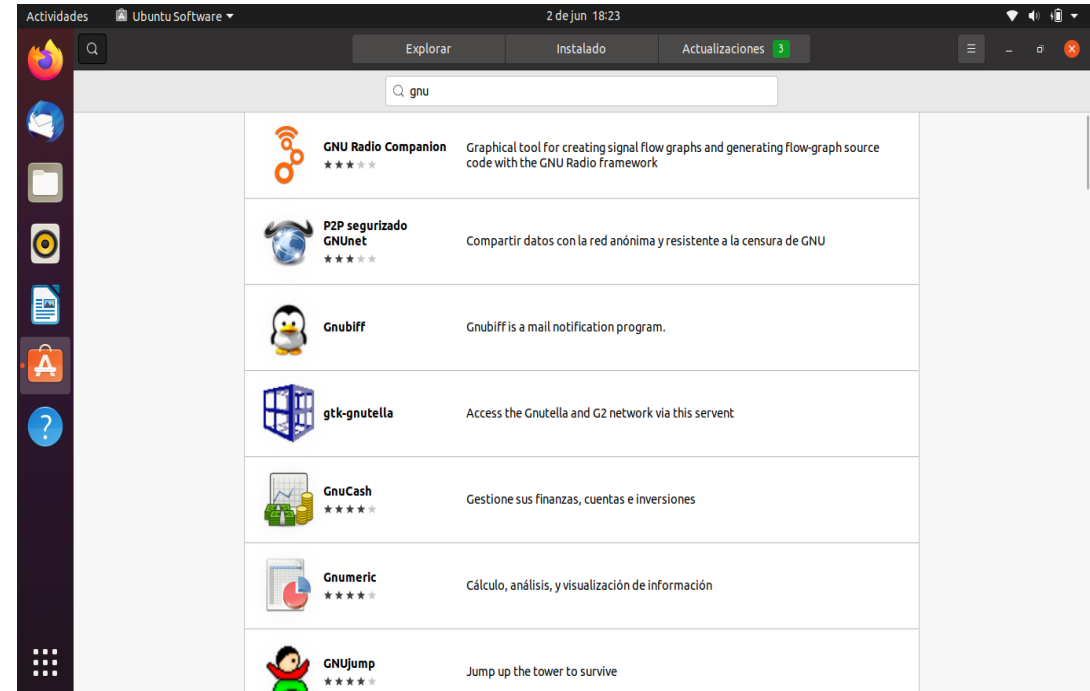 Actividades Ubuntu Software 2 de jun 18:23
Explorar Instalado Actualizaciones 3
gnu
GNU Radio Companion
Graphical tool for creating signal flow graphs and generating flow-graph source
code with the GNU Radio framework
P2P segurizado
GNUnet
Compartir datos con la red anónima y resistente a la censura de GNU
Gnubiff
Gnubiff is a mail notification program.
gtk-gnutella
Access the Gnutella and G2 network via this servent
GnuCash
Gestione sus finanzas, cuentas e inversiones
Gnumeric
Cálculo, análisis, y visualización de información
GNUjump
Jump up the tower to survive